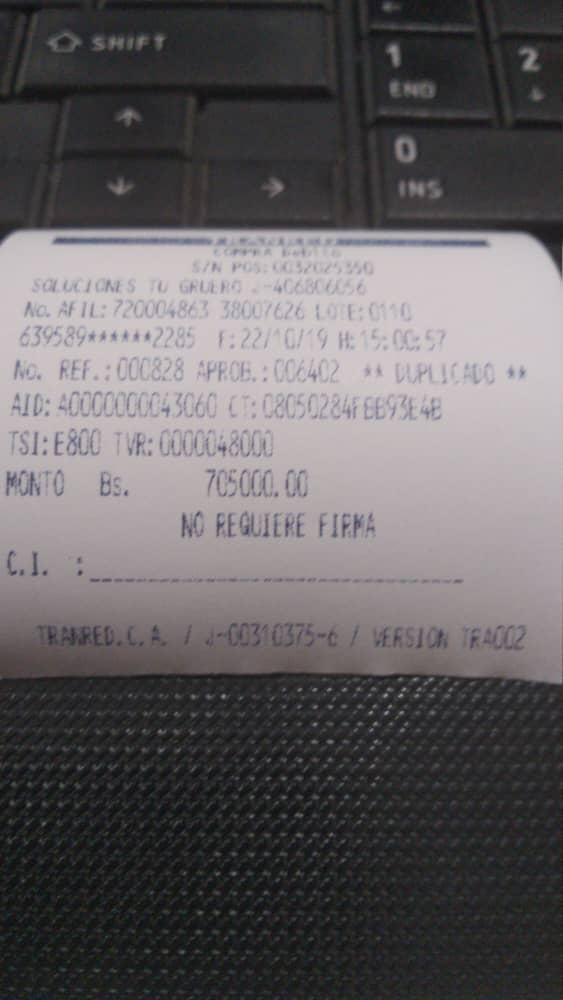 SHIFT
1
END
2
0
INS
COMPRA Debito
S/N POS: 0032025350
SOLUCIONES TU GRUERO J-406806056
No. AFIL: 720004863 38007626 LOTE: 0110
639589******2285 F: 22/10/19 H: 15:00:57
No. REF.: 000828 APROB.: 006402 ** DUPLICADO **
AID: A0000000043060 CT: 08050284FBB93E4B
TSI: E800 TVR: 0000048000
MONTO Bs. 705000.00
NO REQUIERE FIRMA
C.I. :
TRANRED.C.A. / J-00310375-6 / VERSION TRA002